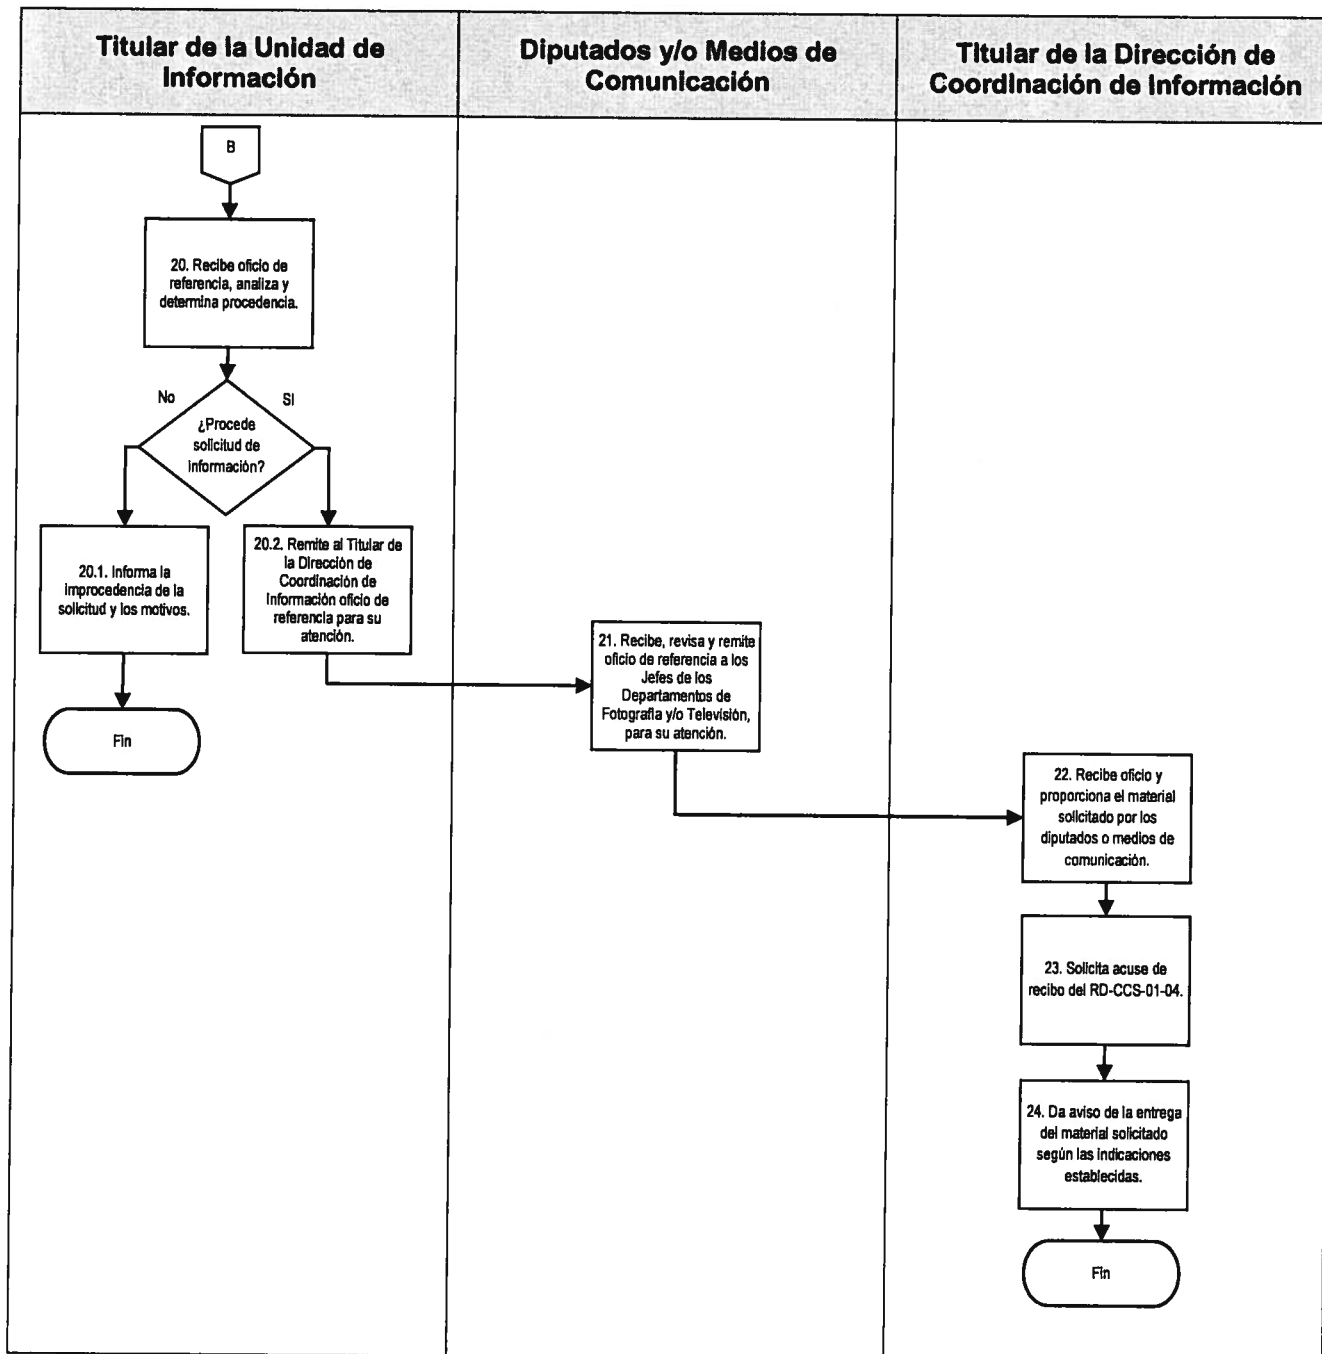 Titular de la Unidad de
Información
Diputados y/o Medios de
Comunicación
Titular de la Dirección de
Coordinación de Información
B
20. Recibe oficio de
referencia, analiza y
determina procedencia.
No
SI
¿Procede
solicitud de
información?
20.1. Informa la
improcedencia de la
solicitud y los motivos.
20.2. Remite al Titular de
la Dirección de
Coordinación de
Información oficio de
referencia para su
atención.
Fin
21. Recibe, revisa y remite
oficio de referencia a los
Jefes de los
Departamentos de
Fotografía y/o Televisión,
para su atención.
22. Recibe oficio y
proporciona el material
solicitado por los
diputados o medios de
comunicación.
23. Solicita acuse de
recibo del RD-CCS-01-04.
24. Da aviso de la entrega
del material solicitado
según las indicaciones
establecidas.
Fin